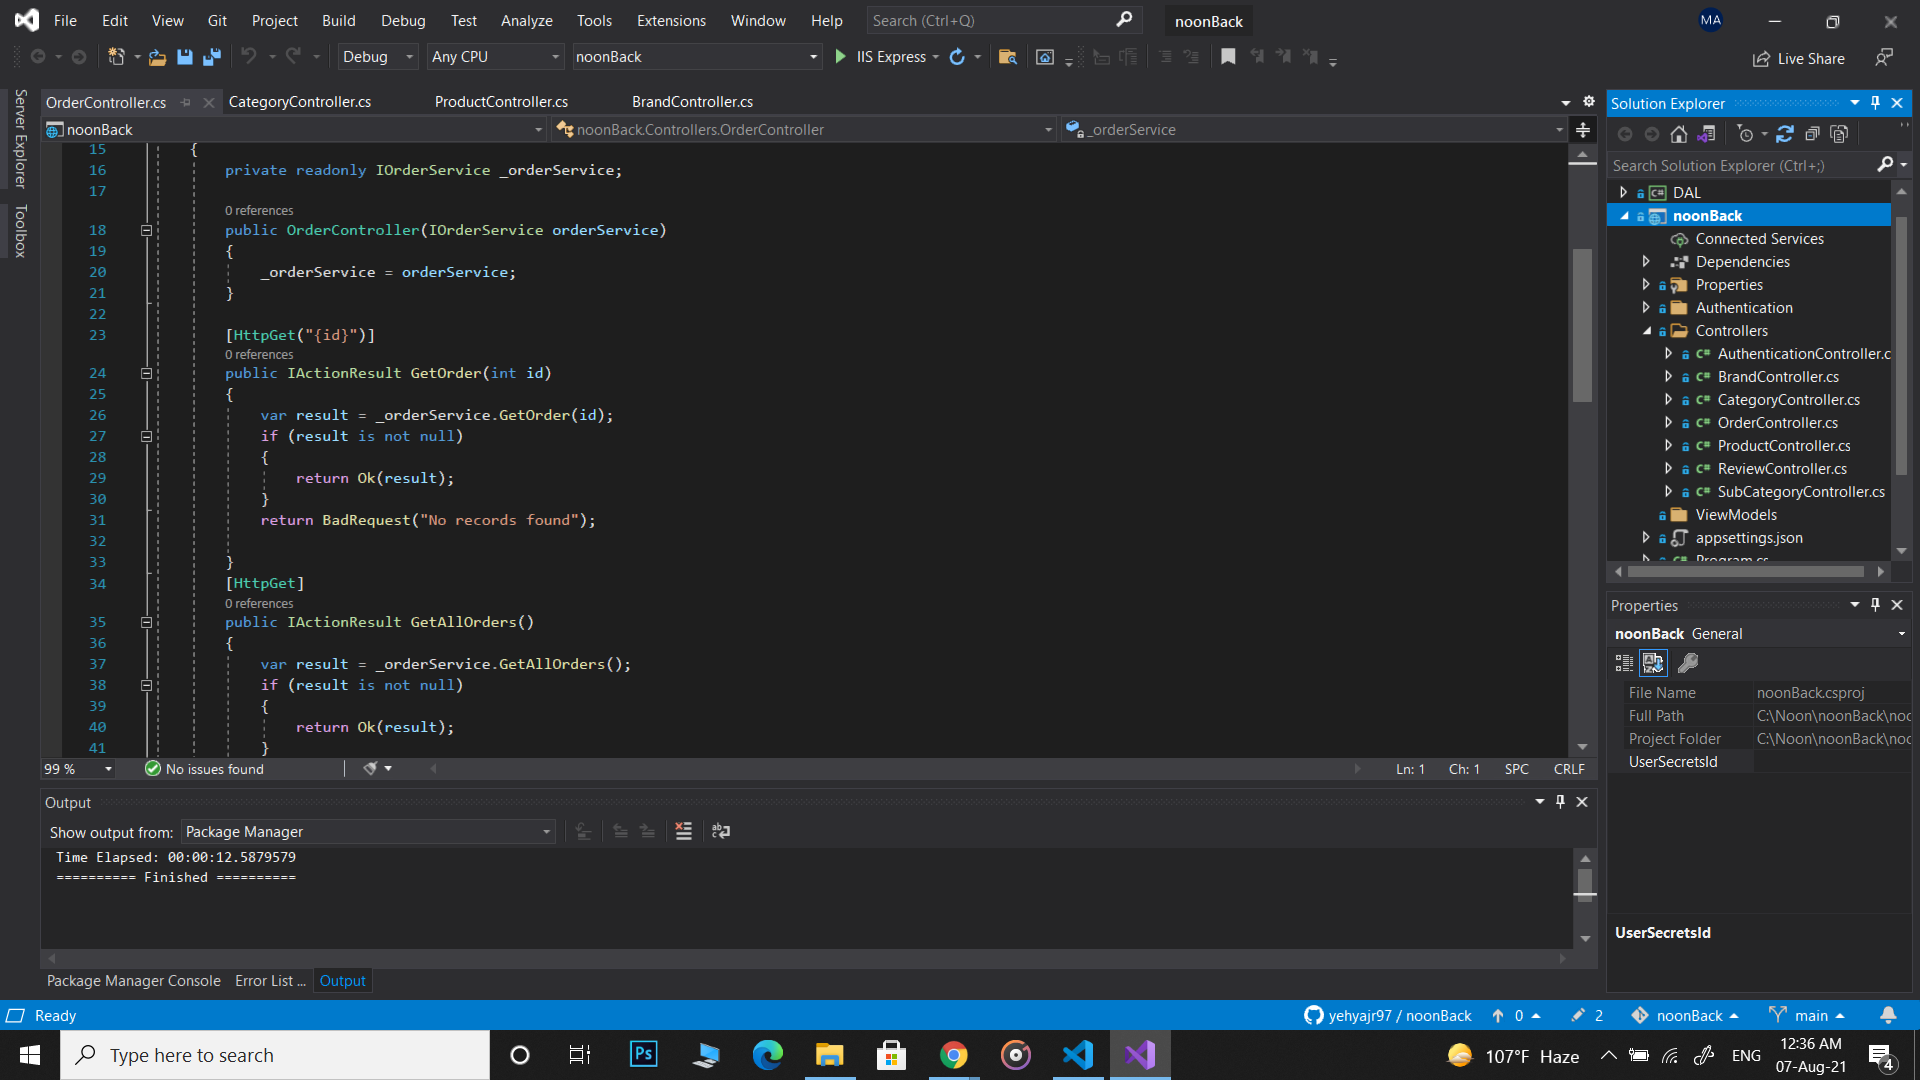 File Edit View Git Project Build Debug Test Analyze Tools Extensions Window Help Search (Ctrl+Q) noonBack MA
Debug Any CPU noonBack IIS Express Live Share
Server Explorer
Toolbox
OrderController.cs CategoryController.cs ProductController.cs BrandController.cs
noonBack noonBack.Controllers.OrderController _orderService
15 {
16 private readonly IOrderService _orderService;
17
0 references
18 public OrderController(IOrderService orderService)
19 {
20 _orderService = orderService;
21 }
22
23 [HttpGet("{id}")]
0 references
24 public IActionResult GetOrder(int id)
25 {
26 var result = _orderService.GetOrder(id);
27 if (result is not null)
28 {
29 return Ok(result);
30 }
31 return BadRequest("No records found");
32
33 }
34 [HttpGet]
0 references
35 public IActionResult GetAllOrders()
36 {
37 var result = _orderService.GetAllOrders();
38 if (result is not null)
39 {
40 return Ok(result);
41 }
99 % No issues found Ln: 1 Ch: 1 SPC CRLF
Output
Show output from: Package Manager
Time Elapsed: 00:00:12.5879579
========== Finished ==========
Package Manager Console Error List ... Output
Solution Explorer
Search Solution Explorer (Ctrl+;)
DAL
noonBack
Connected Services
Dependencies
Properties
Authentication
Controllers
AuthenticationController.c
BrandController.cs
CategoryController.cs
OrderController.cs
ProductController.cs
ReviewController.cs
SubCategoryController.cs
ViewModels
appsettings.json
Program.cs
Properties
noonBack General
File Name noonBack.csproj
Full Path C:\Noon\noonBack\noo
Project Folder C:\Noon\noonBack\noo
UserSecretsId
UserSecretsId
Ready yehyajr97 / noonBack 0 2 noonBack main
Type here to search Ps 107°F Haze ENG 12:36 AM
07-Aug-21 4